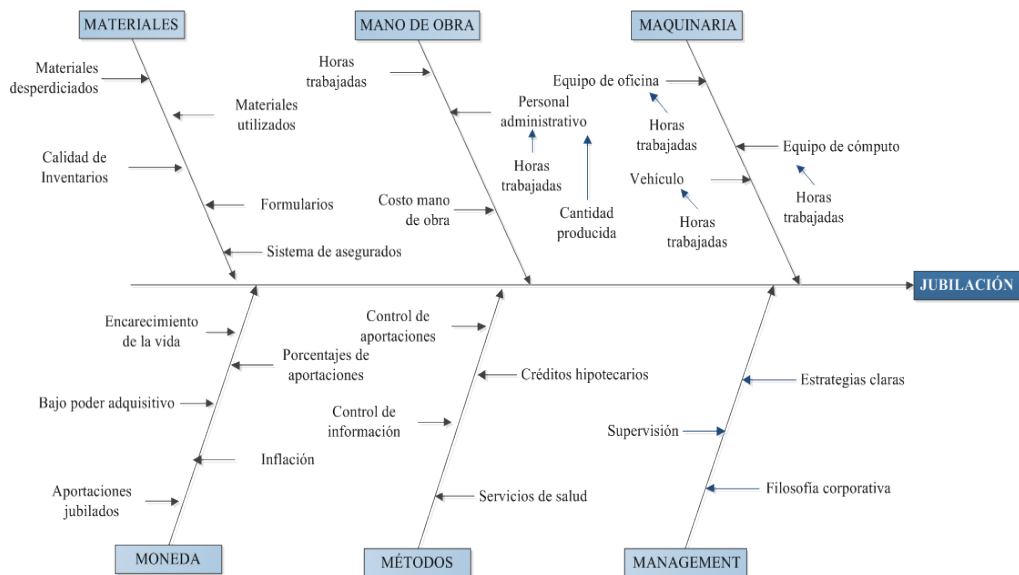 MATERIALES
MANO DE OBRA
MAQUINARIA
Materiales
desperdiciados
Materiales
utilizados
Calidad de
Inventarios
Formularios
Sistema de asegurados
Horas
trabajadas
Personal
administrativo
Horas
trabajadas
Cantidad
producida
Costo mano
de obra
Equipo de oficina
Horas
trabajadas
Equipo de cómputo
Horas
trabajadas
Vehículo
Horas
trabajadas
JUBILACIÓN
Encarecimiento
de la vida
Porcentajes de
aportaciones
Bajo poder adquisitivo
Inflación
Aportaciones
jubilados
Control de
aportaciones
Créditos hipotecarios
Control de
información
Servicios de salud
Estrategias claras
Supervisión
Filosofía corporativa
MONEDA
MÉTODOS
MANAGEMENT